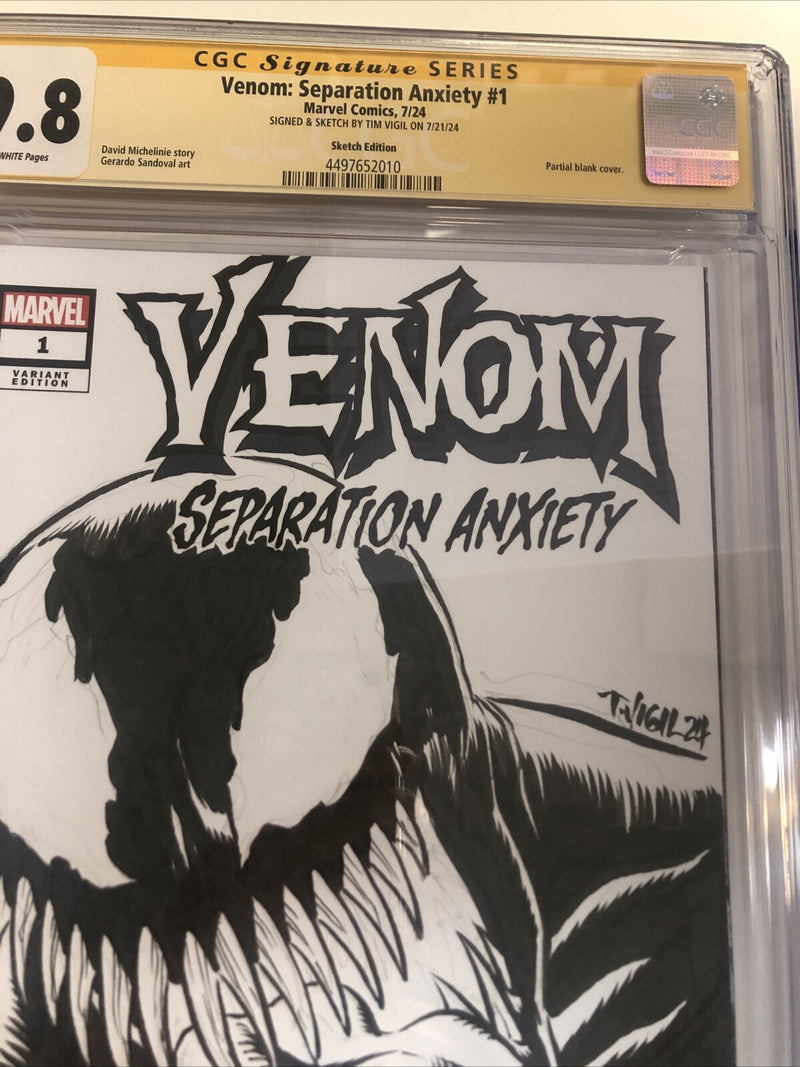 CGC Signature SERIES
9.8
WHITE Pages
Venom: Separation Anxiety #1
Marvel Comics, 7/24
SIGNED & SKETCH BY TIM VIGIL ON 7/21/24
David Michelinie story
Gerardo Sandoval art
Sketch Edition
4497652010
Partial blank cover.
CGC
MARVEL
1
VARIANT
EDITION
VENOM
SEPARATION ANXIETY
T.VIGIL 24